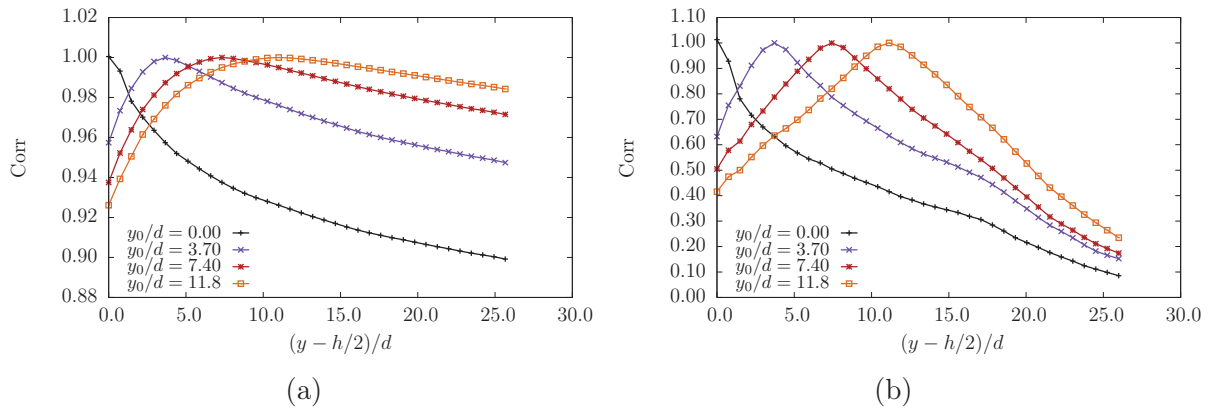 1.02
1.00
0.98
0.96
0.94
0.92
0.90
0.88
Corr
y₀/d = 0.00
y₀/d = 3.70
y₀/d = 7.40
y₀/d = 11.8
0.0 5.0 10.0 15.0 20.0 25.0 30.0
(y − h/2)/d
(a)
1.10
1.00
0.90
0.80
0.70
0.60
0.50
0.40
0.30
0.20
0.10
0.00
Corr
y₀/d = 0.00
y₀/d = 3.70
y₀/d = 7.40
y₀/d = 11.8
0.0 5.0 10.0 15.0 20.0 25.0 30.0
(y − h/2)/d
(b)